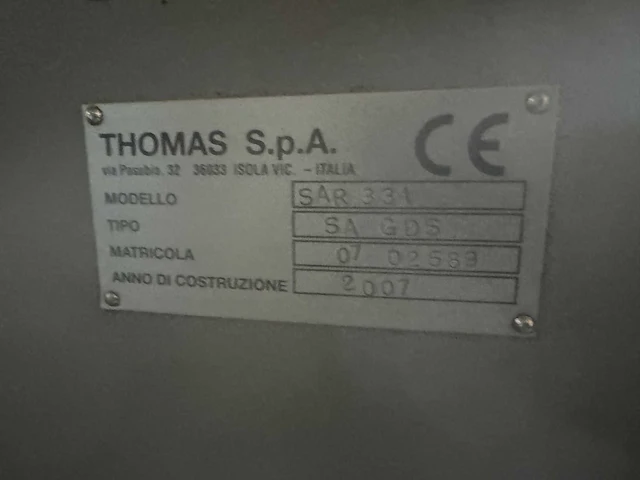 THOMAS S.p.A.
via Pasubio, 32 36033 ISOLA VIC. - ITALIA
CE
MODELLO SAR 331
TIPO SA GDS
MATRICOLA 07 02589
ANNO DI COSTRUZIONE 2007